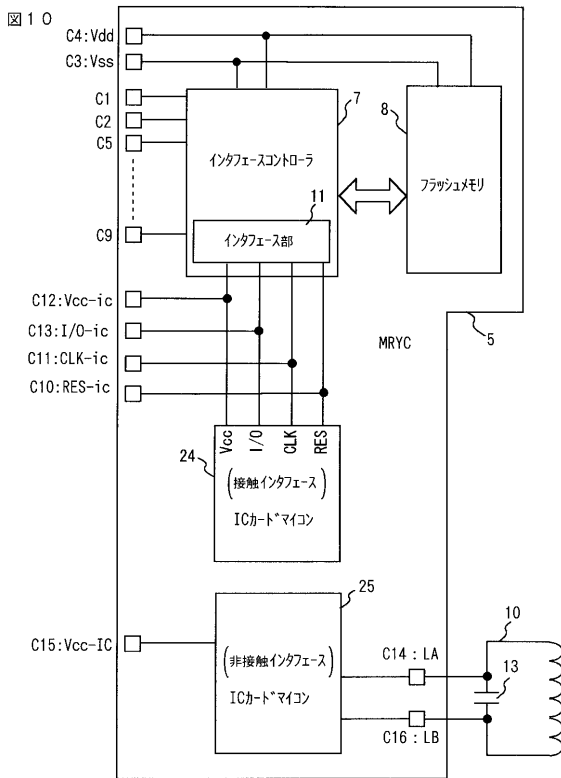 図10
C4:Vdd
C3:Vss
C1
C2
C5
C9
7
インタフェースコントローラ
11
インタフェース部
8
フラッシュメモリ
C12:Vcc-ic
C13:I/O-ic
C11:CLK-ic
C10:RES-ic
MRYC
5
Vcc
I/O
CLK
RES
24
(接触インタフェース)
ICカードマイコン
25
C15:Vcc-IC
(非接触インタフェース)
ICカードマイコン
C14:LA
C16:LB
10
13